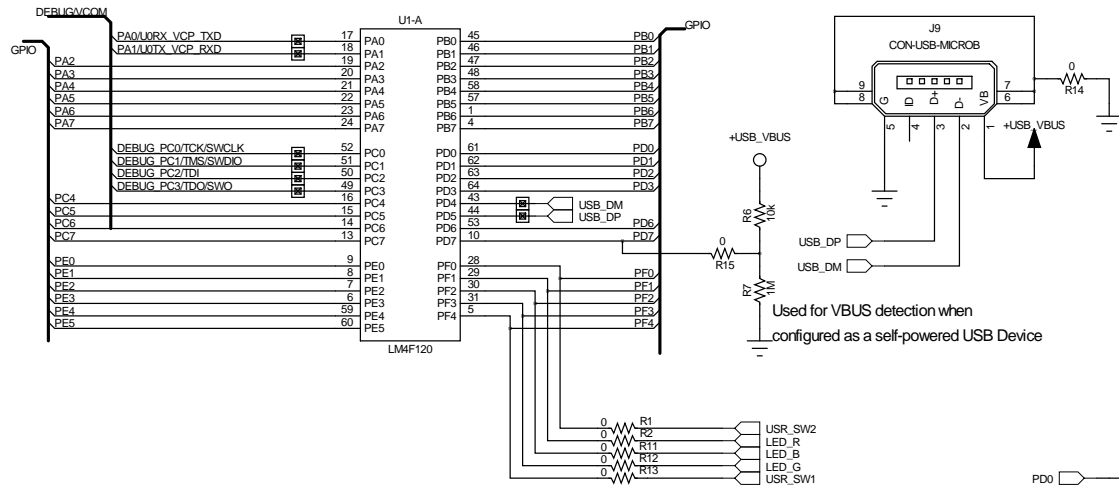 DEBUG/VCOM
GPIO
PA0/U0RX_VCP_TXD
PA1/U0TX_VCP_RXD
PA2
PA3
PA4
PA5
PA6
PA7
DEBUG_PC0/TCK/SWCLK
DEBUG_PC1/TMS/SWDIO
DEBUG_PC2/TDI
DEBUG_PC3/TDO/SWO
PC4
PC5
PC6
PC7
PE0
PE1
PE2
PE3
PE4
PE5
U1-A
17 PA0 PB0 45
18 PA1 PB1 46
19 PA2 PB2 47
20 PA3 PB3 48
21 PA4 PB4 58
22 PA5 PB5 57
23 PA6 PB6 1
24 PA7 PB7 4
52 PC0 PD0 61
51 PC1 PD1 62
50 PC2 PD2 63
49 PC3 PD3 64
16 PC4 PD4 43
15 PC5 PD5 44
14 PC6 PD6 53
13 PC7 PD7 10
9 PE0 PF0 28
8 PE1 PF1 29
7 PE2 PF2 30
6 PE3 PF3 31
59 PE4 PF4 5
60 PE5
LM4F120
GPIO
PB0
PB1
PB2
PB3
PB4
PB5
PB6
PB7
PD0
PD1
PD2
PD3
USB_DM
USB_DP
PD6
PD7
PF0
PF1
PF2
PF3
PF4
0 R1 USR_SW2
0 R2 LED_R
0 R11 LED_B
0 R12 LED_G
0 R13 USR_SW1
+USB_VBUS
R6
10k
0
R15
R7
1M
Used for VBUS detection when
configured as a self-powered USB Device
J9
CON-USB-MICROB
9
8
7
6
G
ID
D+
D-
VB
5
4
3
2
1
0
R14
+USB_VBUS
USB_DP
USB_DM
PD0